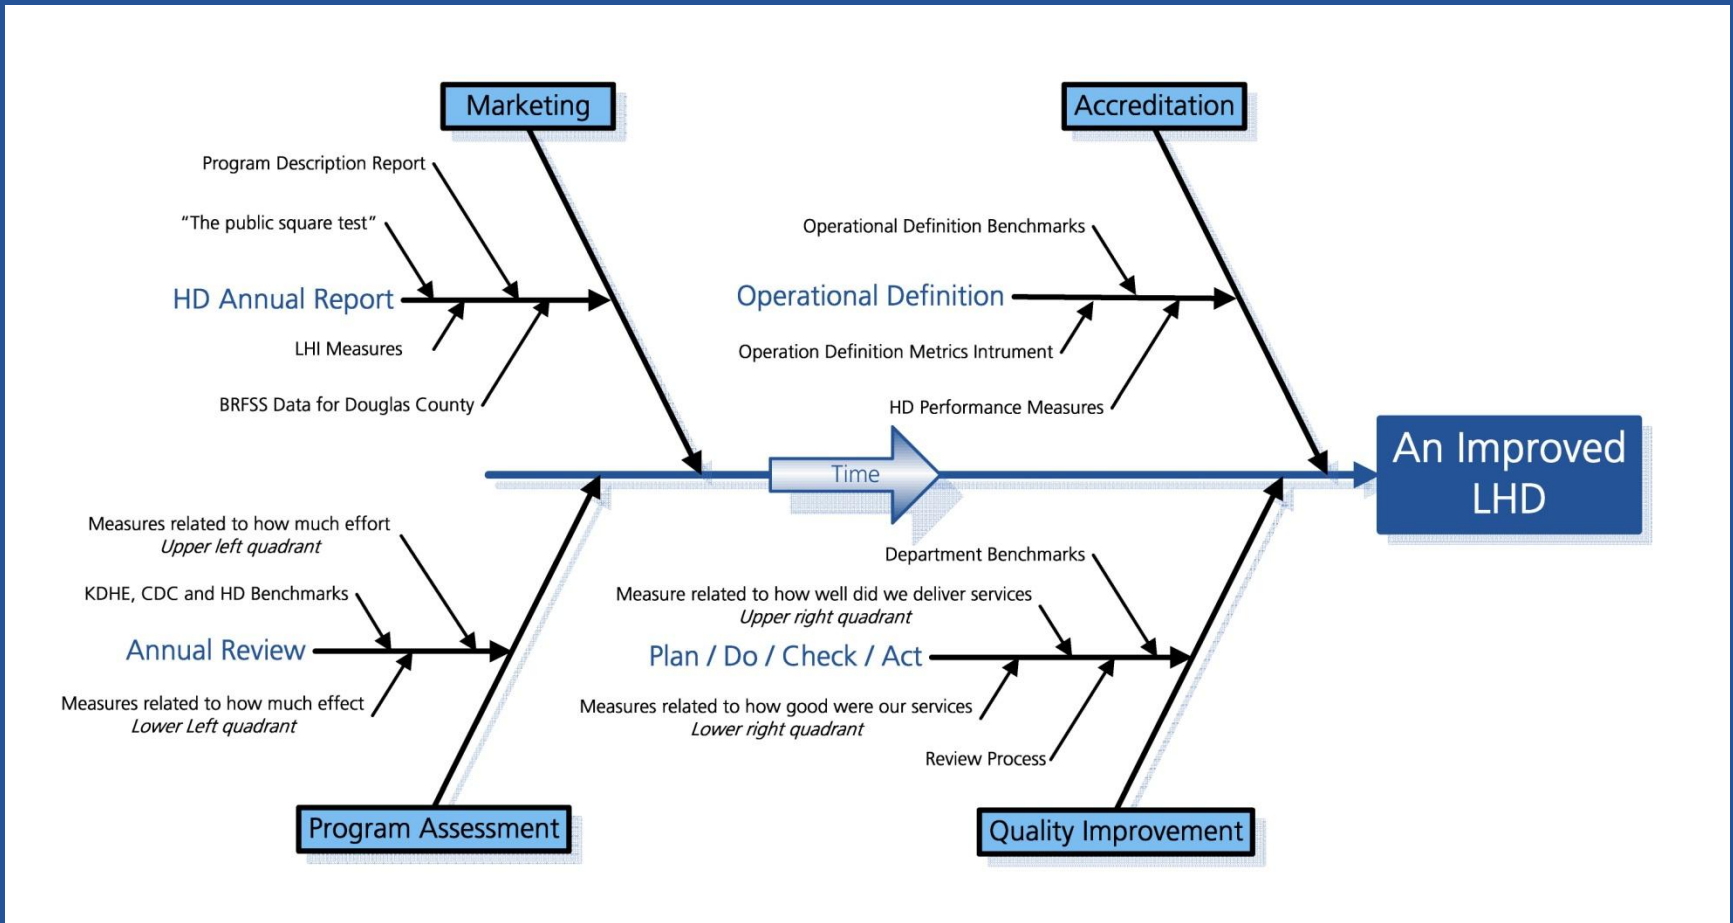 Marketing
Accreditation
Program Description Report
“The public square test”
HD Annual Report
LHI Measures
BRFSS Data for Douglas County
Operational Definition Benchmarks
Operational Definition
Operation Definition Metrics Intrument
HD Performance Measures
Time
An Improved
LHD
Measures related to how much effort
Upper left quadrant
KDHE, CDC and HD Benchmarks
Annual Review
Measures related to how much effect
Lower Left quadrant
Department Benchmarks
Measure related to how well did we deliver services
Upper right quadrant
Plan / Do / Check / Act
Measures related to how good were our services
Lower right quadrant
Review Process
Program Assessment
Quality Improvement